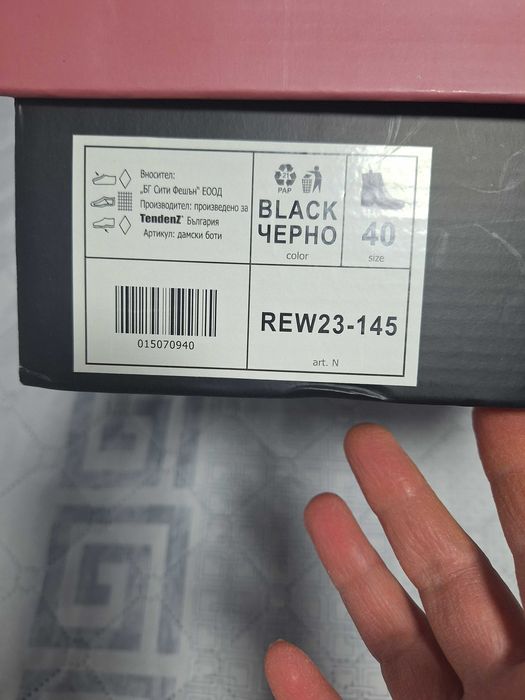 Вносител:
„БГ Сити Фешън" ЕООД
Производител: произведено за
TendenZ® България
Артикул: дамски боти
21
PAP
BLACK
ЧЕРНО
color
40
size
015070940
REW23-145
art. N